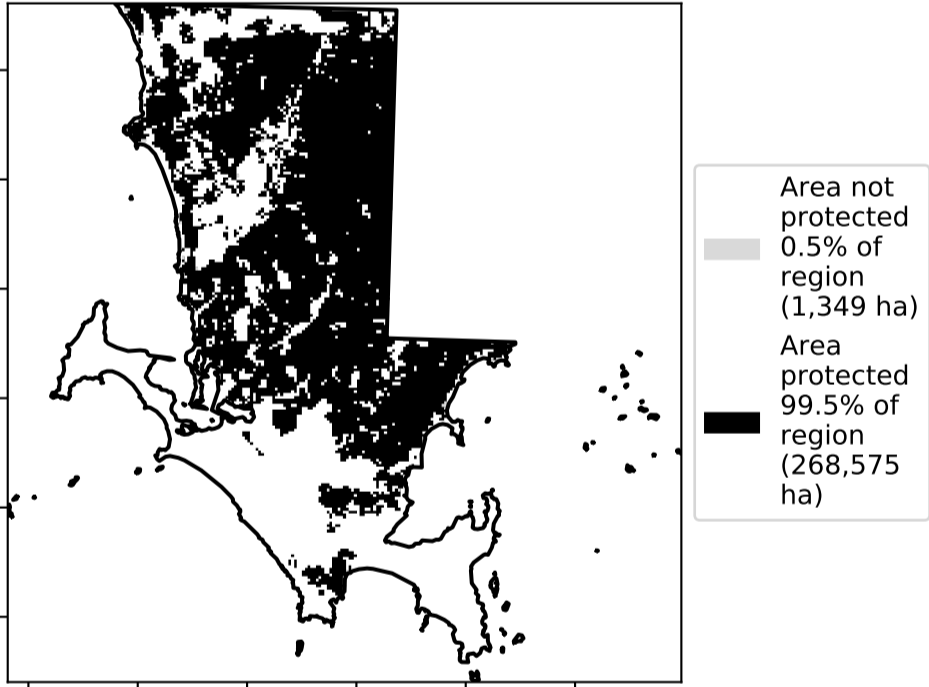 Area not
protected
0.5% of
region
(1,349 ha)
Area
protected
99.5% of
region
(268,575
ha)